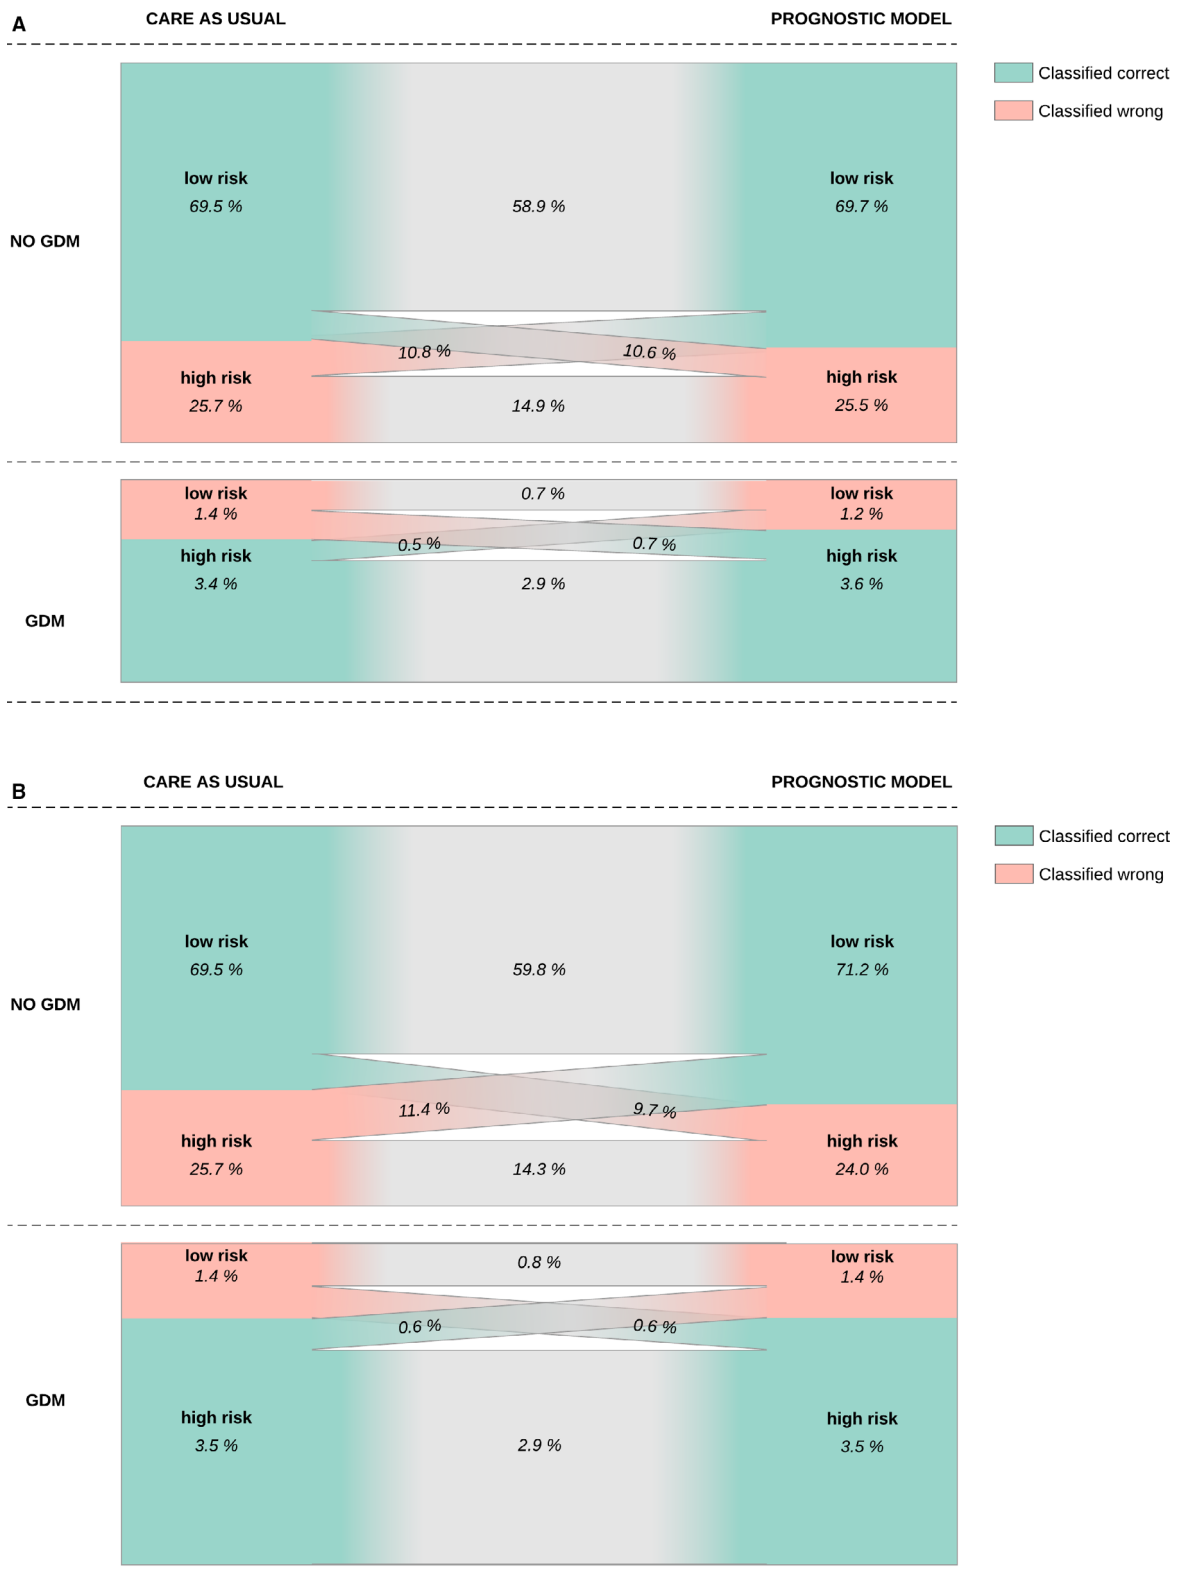 A
CARE AS USUAL
PROGNOSTIC MODEL
Classified correct
Classified wrong
NO GDM
low risk
69.5 %
58.9 %
low risk
69.7 %
10.8 %
10.6 %
high risk
25.7 %
14.9 %
high risk
25.5 %
GDM
low risk
1.4 %
0.7 %
low risk
1.2 %
0.5 %
0.7 %
high risk
3.4 %
2.9 %
high risk
3.6 %
B
CARE AS USUAL
PROGNOSTIC MODEL
Classified correct
Classified wrong
NO GDM
low risk
69.5 %
59.8 %
low risk
71.2 %
11.4 %
9.7 %
high risk
25.7 %
14.3 %
high risk
24.0 %
GDM
low risk
1.4 %
0.8 %
low risk
1.4 %
0.6 %
0.6 %
high risk
3.5 %
2.9 %
high risk
3.5 %